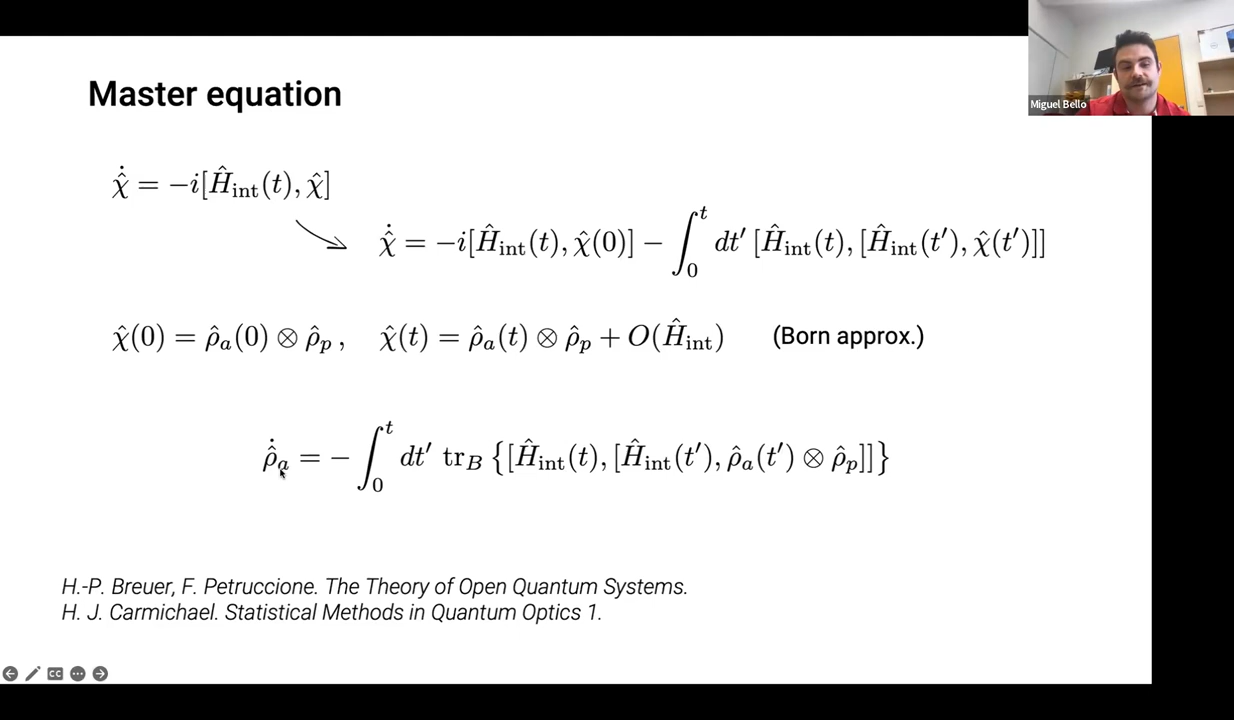 Master equation
Miguel Bello
$\dot{\hat{\chi}} = -i[\hat{H}_{\text{int}}(t), \hat{\chi}]$
$\dot{\hat{\chi}} = -i[\hat{H}_{\text{int}}(t), \hat{\chi}(0)] - \int_0^t dt' \, [\hat{H}_{\text{int}}(t), [\hat{H}_{\text{int}}(t'), \hat{\chi}(t')]]$
$\hat{\chi}(0) = \hat{\rho}_a(0) \otimes \hat{\rho}_p \, , \quad \hat{\chi}(t) = \hat{\rho}_a(t) \otimes \hat{\rho}_p + O(\hat{H}_{\text{int}})$ (Born approx.)
$\dot{\hat{\rho}}_a = -\int_0^t dt' \, \text{tr}_B \, \{[\hat{H}_{\text{int}}(t), [\hat{H}_{\text{int}}(t'), \hat{\rho}_a(t') \otimes \hat{\rho}_p]]\}$
H.-P. Breuer, F. Petruccione. The Theory of Open Quantum Systems.
H. J. Carmichael. Statistical Methods in Quantum Optics 1.
CC